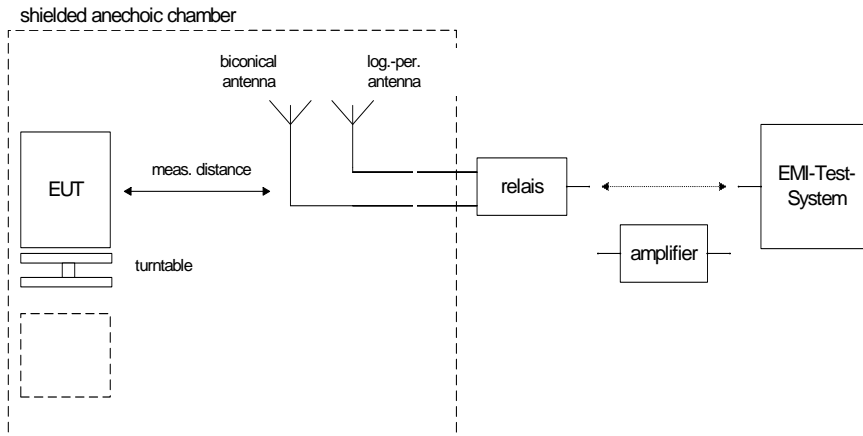 shielded anechoic chamber
biconical
antenna
log.-per.
antenna
EUT
meas. distance
relais
EMI-Test-
System
turntable
amplifier